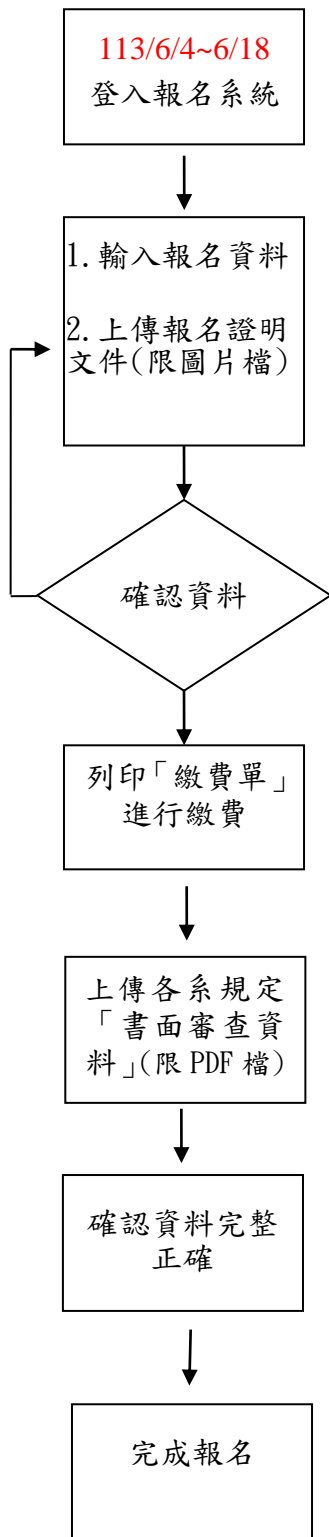 113/6/4~6/18
登入報名系統
1.輸入報名資料
2.上傳報名證明
文件(限圖片檔)
確認資料
列印「繳費單」
進行繳費
上傳各系規定
「書面審查資
料」(限 PDF 檔)
確認資料完整
正確
完成報名